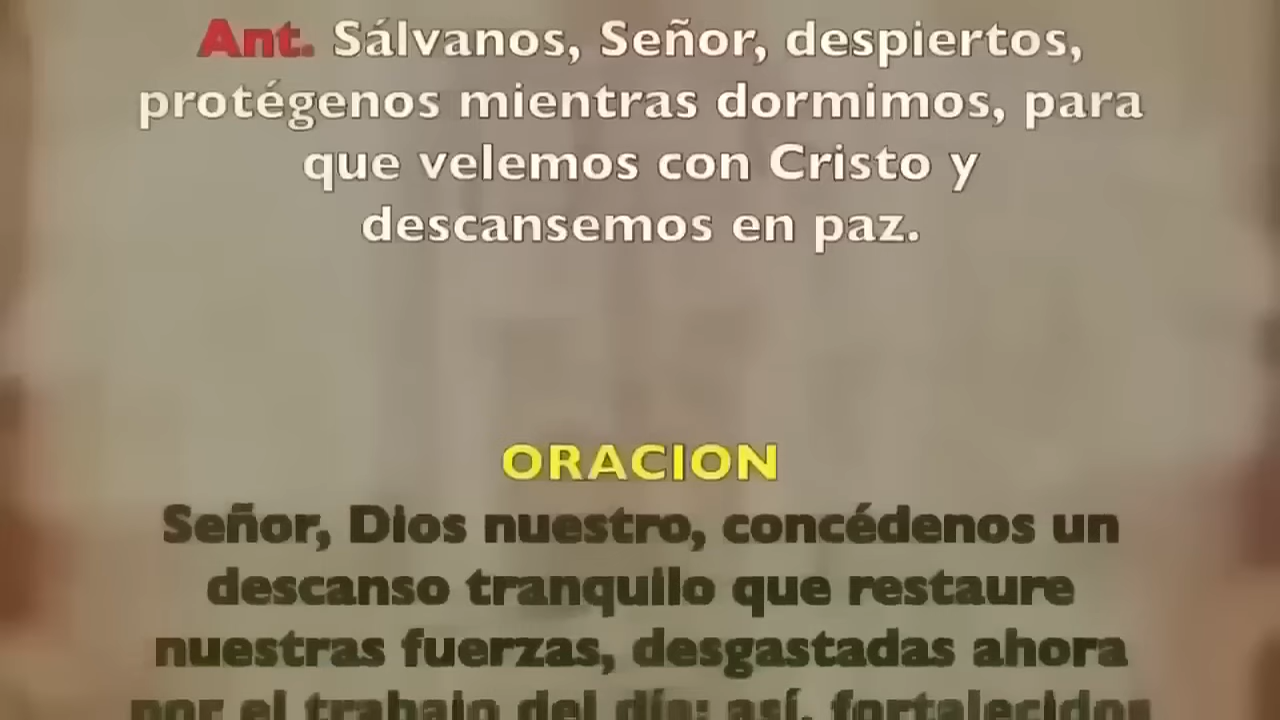 Ant. Sálvanos, Señor, despiertos,
protégenos mientras dormimos, para
que velemos con Cristo y
descansemos en paz.
ORACION
Señor, Dios nuestro, concédenos un
descanso tranquilo que restaure
nuestras fuerzas, desgastadas ahora
por el trabajo del día; así, fortalecidos